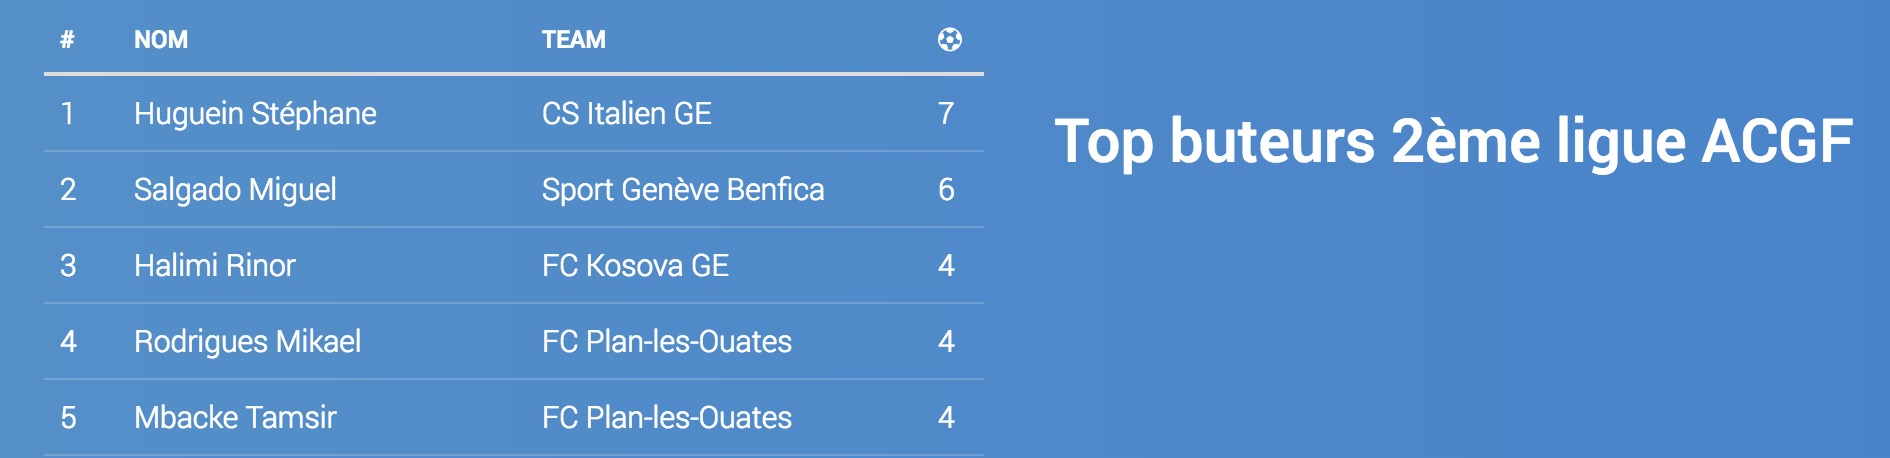 # NOM TEAM
1 Huguein Stéphane CS Italien GE 7
2 Salgado Miguel Sport Genève Benfica 6
3 Halimi Rinor FC Kosova GE 4
4 Rodrigues Mikael FC Plan-les-Ouates 4
5 Mbacke Tamsir FC Plan-les-Ouates 4
Top buteurs 2ème ligue ACGF